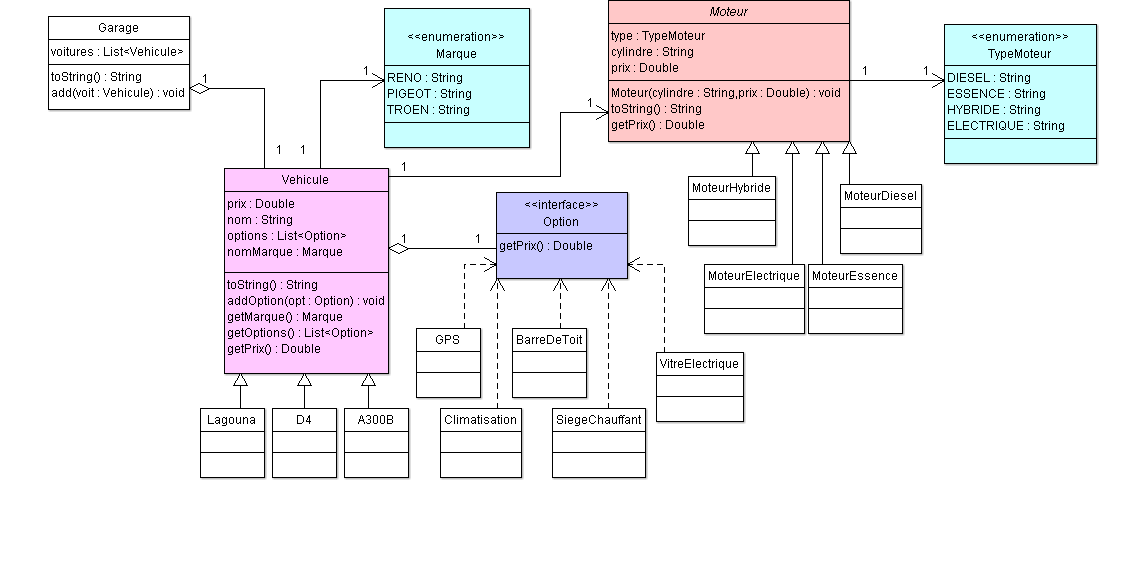 Garage
voitures : List<Vehicule>
toString() : String
add(voit : Vehicule) : void
1
1
<<enumeration>>
Marque
RENO : String
PIGEOT : String
TROEN : String
1
1
Moteur
type : TypeMoteur
cylindre : String
prix : Double
Moteur(cylindre : String,prix : Double) : void
toString() : String
getPrix() : Double
1
1
1
1
<<enumeration>>
TypeMoteur
DIESEL : String
ESSENCE : String
HYBRIDE : String
ELECTRIQUE : String
Vehicule
prix : Double
nom : String
options : List<Option>
nomMarque : Marque
toString() : String
addOption(opt : Option) : void
getMarque() : Marque
getOptions() : List<Option>
getPrix() : Double
1
1
<<interface>>
Option
getPrix() : Double
MoteurHybride
MoteurDiesel
MoteurElectrique
MoteurEssence
GPS
BarreDeToit
VitreElectrique
Lagouna
D4
A300B
Climatisation
SiegeChauffant